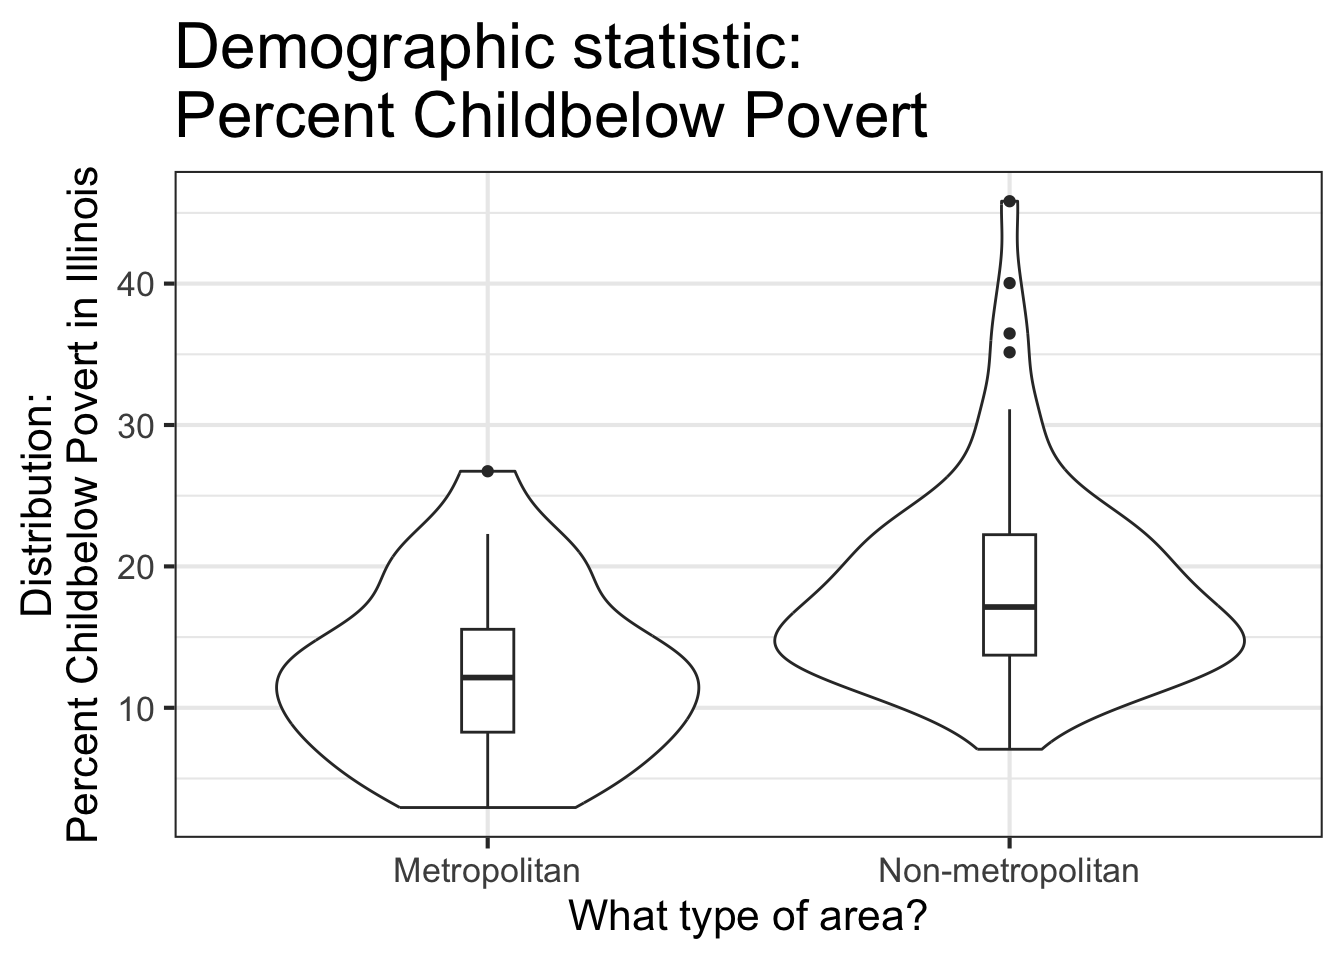 Demographic statistic:
Percent Childbelow Povert
Distribution:
Percent Childbelow Povert in Illinois
40
30
20
10
Metropolitan
Non-metropolitan
What type of area?